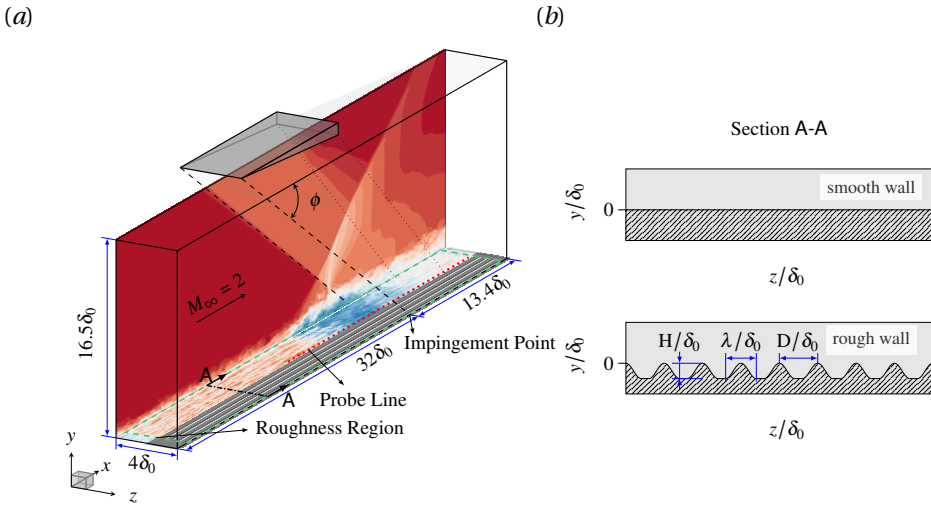 (a)
(b)
Section A-A
ϕ
M∞ = 2
16.5δ0
13.4δ0
32δ0
4δ0
Impingement Point
A
A
Probe Line
Roughness Region
y
x
z
y/δ0
0
smooth wall
z/δ0
y/δ0
0
H/δ0
λ/δ0
D/δ0
rough wall
z/δ0